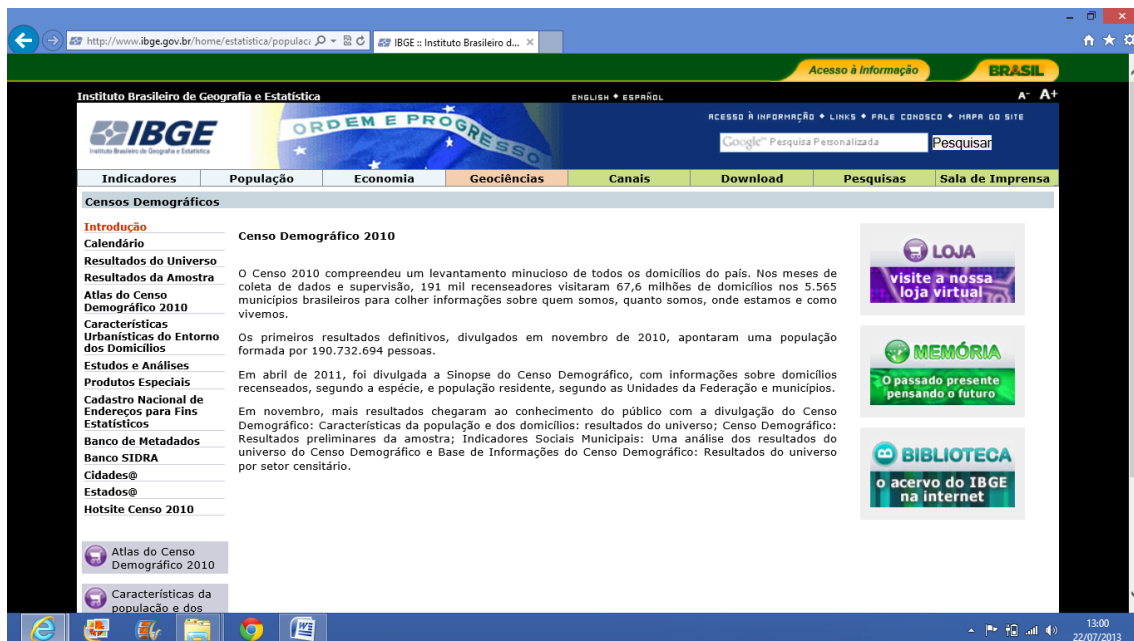 http://www.ibge.gov.br/home/estatistica/populac
IBGE :: Instituto Brasileiro d...
Acesso à Informação
BRASIL
Instituto Brasileiro de Geografia e Estatística
ENGLISH ESPAÑOL
A- A+
ORDEM E PROGRESSO
ACESSO À INFORMAÇÃO LINKS FALE CONOSCO MAPA DO SITE
IBGE
Instituto Brasileiro de Geografia e Estatística
Google™ Pesquisa Personalizada
Pesquisar
Indicadores População Economia Geociências Canais Download Pesquisas Sala de Imprensa
Censos Demográficos
Introdução
Calendário
Resultados do Universo
Resultados da Amostra
Atlas do Censo
Demográfico 2010
Características
Urbanísticas do Entorno
dos Domicílios
Estudos e Análises
Produtos Especiais
Cadastro Nacional de
Endereços para Fins
Estatísticos
Banco de Metadados
Banco SIDRA
Cidades@
Estados@
Hotsite Censo 2010
Atlas do Censo
Demográfico 2010
Características da
população e dos
Censo Demográfico 2010
O Censo 2010 compreendeu um levantamento minucioso de todos os domicílios do país. Nos meses de
coleta de dados e supervisão, 191 mil recenseadores visitaram 67,6 milhões de domicílios nos 5.565
municípios brasileiros para colher informações sobre quem somos, quanto somos, onde estamos e como
vivemos.
Os primeiros resultados definitivos, divulgados em novembro de 2010, apontaram uma população
formada por 190.732.694 pessoas.
Em abril de 2011, foi divulgada a Sinopse do Censo Demográfico, com informações sobre domicílios
recenseados, segundo a espécie, e população residente, segundo as Unidades da Federação e municípios.
Em novembro, mais resultados chegaram ao conhecimento do público com a divulgação do Censo
Demográfico: Características da população e dos domicílios: resultados do universo; Censo Demográfico:
Resultados preliminares da amostra; Indicadores Sociais Municipais: Uma análise dos resultados do
universo do Censo Demográfico e Base de Informações do Censo Demográfico: Resultados do universo
por setor censitário.
LOJA
visite a nossa
loja virtual
MEMÓRIA
O passado presente
pensando o futuro
BIBLIOTECA
o acervo do IBGE
na internet
13:00
22/07/2013